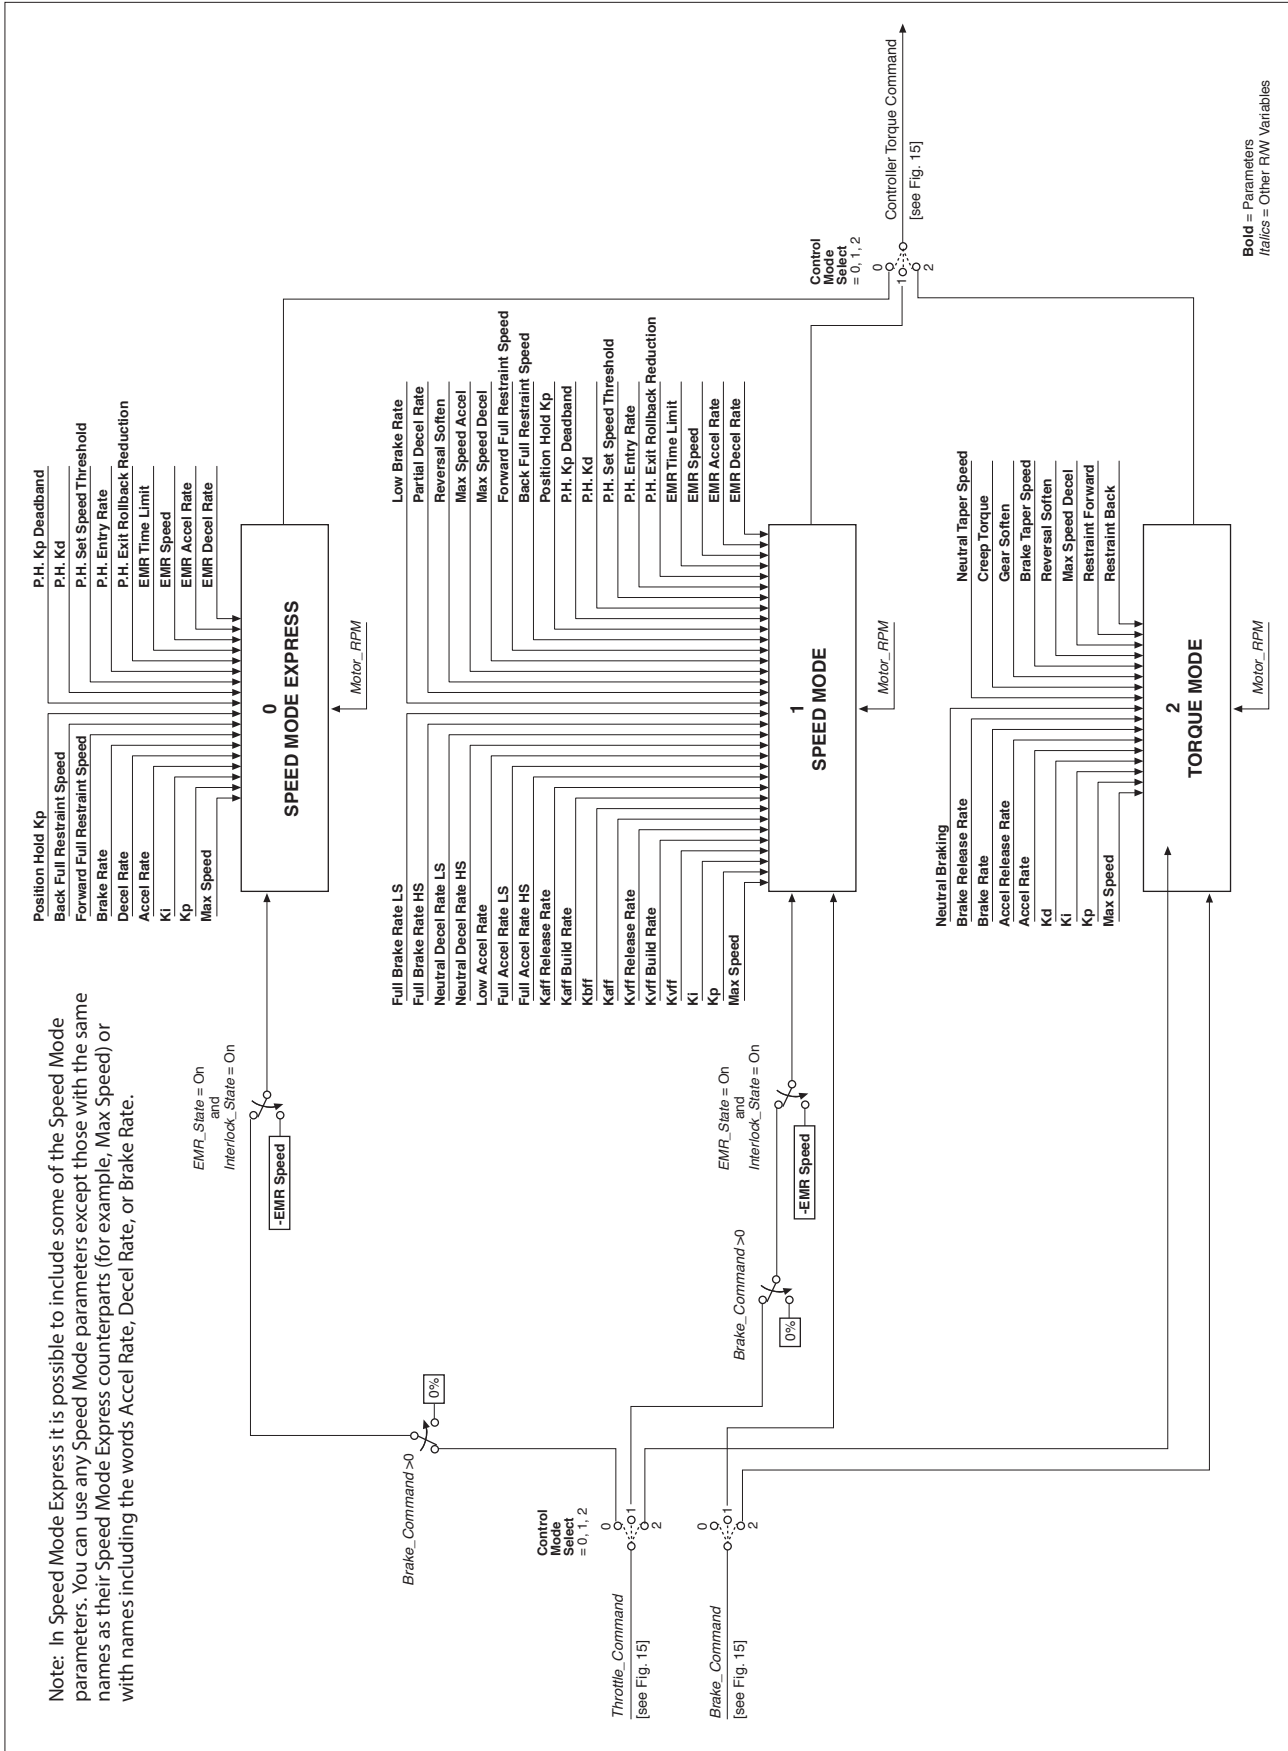 Note: In Speed Mode Express it is possible to include some of the Speed Mode
parameters. You can use any Speed Mode parameters except those with the same
names as their Speed Mode Express counterparts (for example, Max Speed) or
with names including the words Accel Rate, Decel Rate, or Brake Rate.
Throttle_Command
[see Fig. 15]
Brake_Command
[see Fig. 15]
Control
Mode
Select
= 0, 1, 2
0
1
2
0
1
2
Brake_Command >0
0%
EMR_State = On
and
Interlock_State = On
-EMR Speed
Position Hold Kp
Back Full Restraint Speed
Forward Full Restraint Speed
Brake Rate
Decel Rate
Accel Rate
Ki
Kp
Max Speed
P.H. Kp Deadband
P.H. Kd
P.H. Set Speed Threshold
P.H. Entry Rate
P.H. Exit Rollback Reduction
EMR Time Limit
EMR Speed
EMR Accel Rate
EMR Decel Rate
0
SPEED MODE EXPRESS
Motor_RPM
Brake_Command >0
0%
EMR_State = On
and
Interlock_State = On
-EMR Speed
Full Brake Rate LS
Full Brake Rate HS
Neutral Decel Rate LS
Neutral Decel Rate HS
Low Accel Rate
Full Accel Rate LS
Full Accel Rate HS
Kaff Release Rate
Kaff Build Rate
Kbff
Kaff
Kvff Release Rate
Kvff Build Rate
Kvff
Ki
Kp
Max Speed
Low Brake Rate
Partial Decel Rate
Reversal Soften
Max Speed Accel
Max Speed Decel
Forward Full Restraint Speed
Back Full Restraint Speed
Position Hold Kp
P.H. Kp Deadband
P.H. Kd
P.H. Set Speed Threshold
P.H. Entry Rate
P.H. Exit Rollback Reduction
EMR Time Limit
EMR Speed
EMR Accel Rate
EMR Decel Rate
1
SPEED MODE
Motor_RPM
Neutral Braking
Brake Release Rate
Brake Rate
Accel Release Rate
Accel Rate
Kd
Ki
Kp
Max Speed
Neutral Taper Speed
Creep Torque
Gear Soften
Brake Taper Speed
Reversal Soften
Max Speed Decel
Restraint Forward
Restraint Back
2
TORQUE MODE
Motor_RPM
Control
Mode
Select
= 0, 1, 2
0
1
2
Controller Torque Command
[see Fig. 15]
Bold = Parameters
Italics = Other R/W Variables